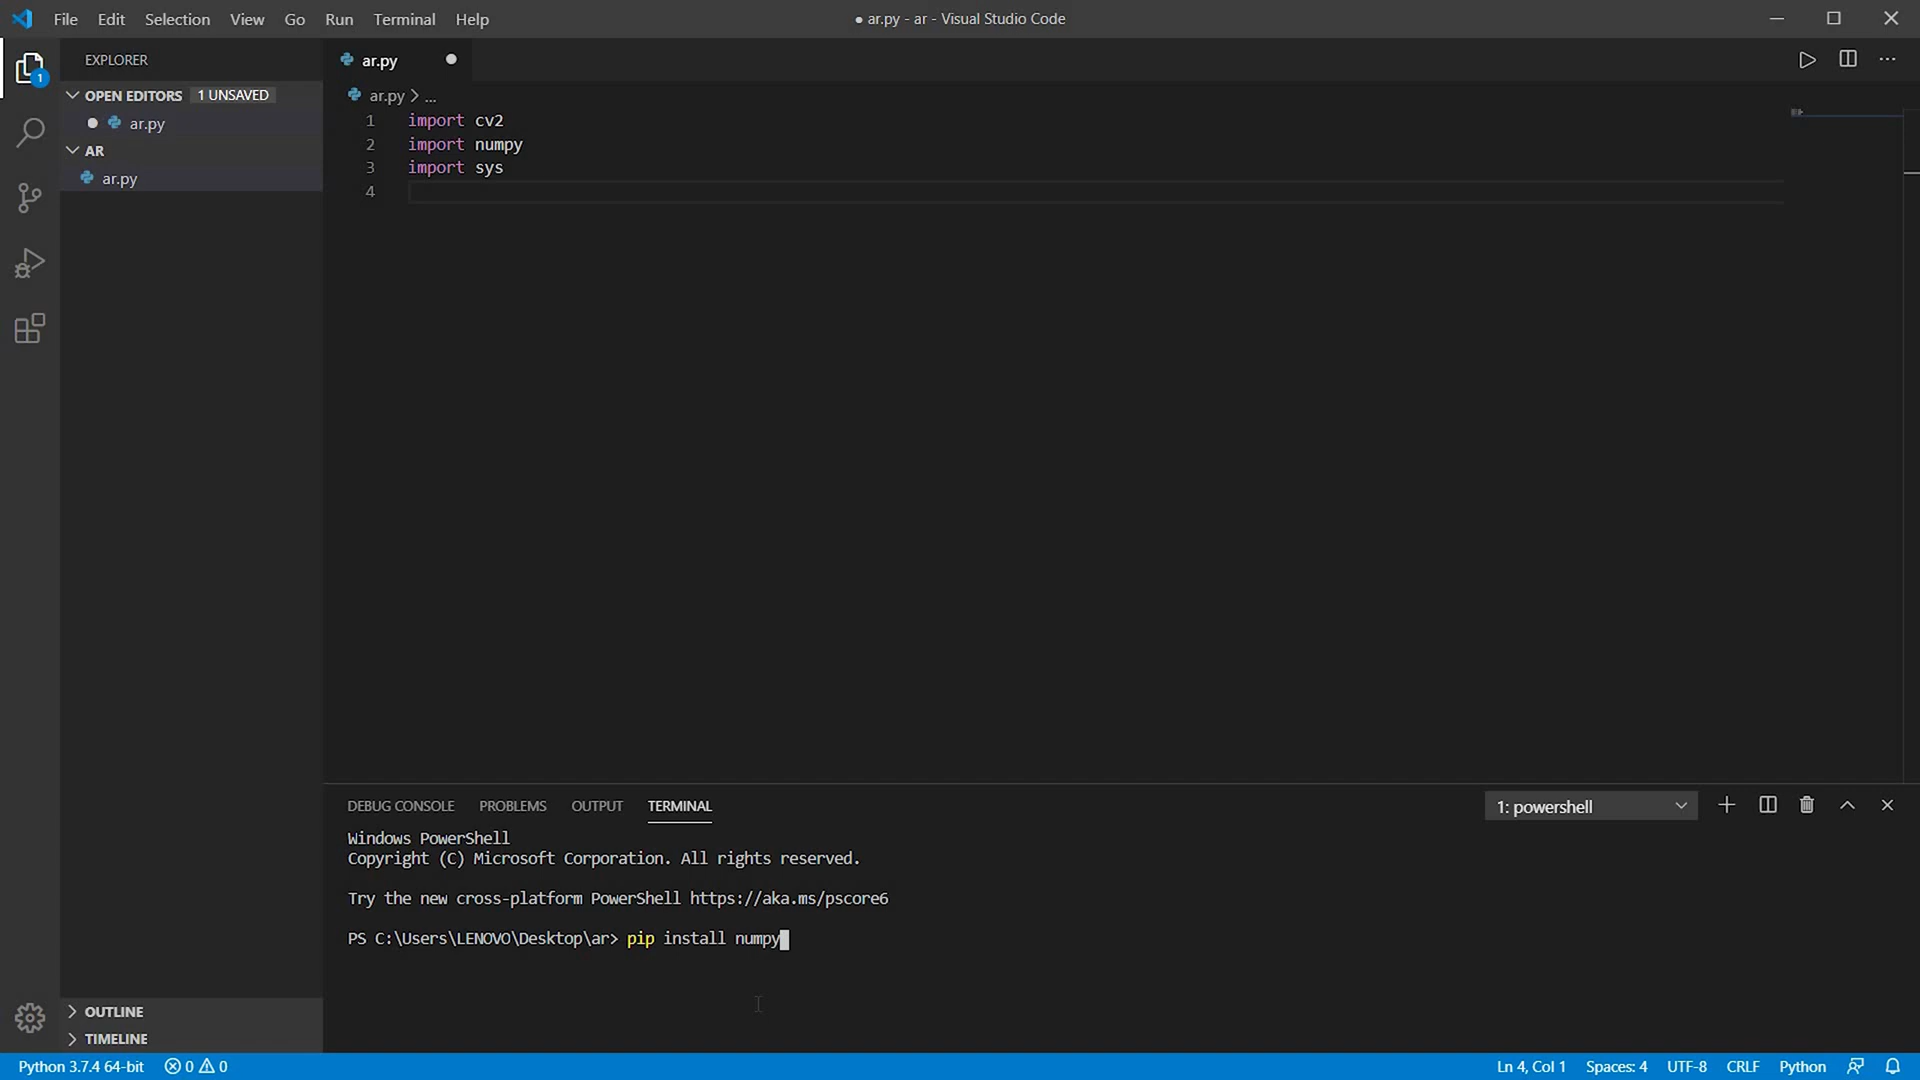 File Edit Selection View Go Run Terminal Help
● ar.py - ar - Visual Studio Code
1
EXPLORER
OPEN EDITORS 1 UNSAVED
ar.py
AR
ar.py
ar.py
ar.py > ...
1 import cv2
2 import numpy
3 import sys
4
DEBUG CONSOLE PROBLEMS OUTPUT TERMINAL
1: powershell
Windows PowerShell
Copyright (C) Microsoft Corporation. All rights reserved.
Try the new cross-platform PowerShell https://aka.ms/pscore6
PS C:\Users\LENOVO\Desktop\ar> pip install numpy
OUTLINE
TIMELINE
Python 3.7.4 64-bit 0 0 Ln 4, Col 1 Spaces: 4 UTF-8 CRLF Python